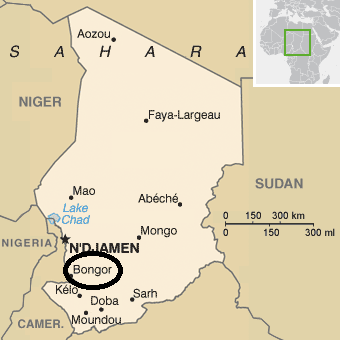 Aozou
S A H A R A
NIGER
Faya-Largeau
Mao
Abéché
Lake
Chad
SUDAN
0 150 300 km
0 150 300 mi
NIGERIA
N'DJAMEN
Mongo
Bongor
Kélo
Doba
Sarh
Moundou
CAMER.